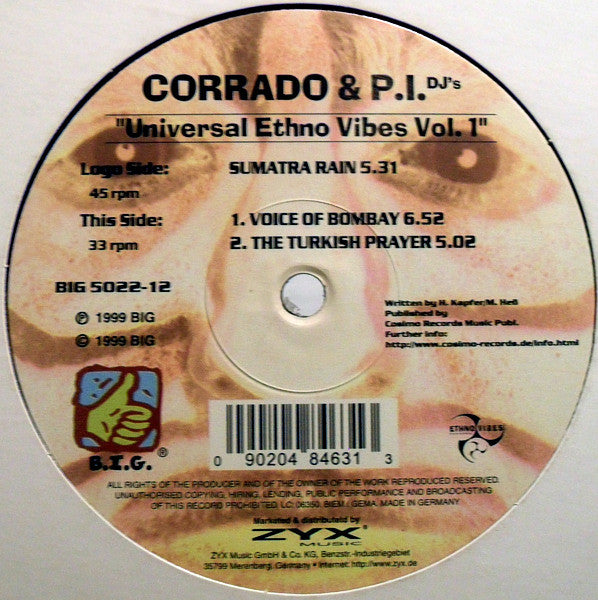 CORRADO & P.I. DJ's
"Universal Ethno Vibes Vol. 1"
Logo Side: SUMATRA RAIN 5.31
45 rpm
This Side: 1. VOICE OF BOMBAY 6.52
33 rpm 2. THE TURKISH PRAYER 5.02
BIG 5022-12
℗ 1999 BIG
© 1999 BIG
Written by H. Kapfer/M. Heß
Published by
Cosimo Records Music Publ.
Further info:
http://www.cosimo-records.de/info.html
B.I.G.®
ETHNO VIBES
0 90204 84631 3
ALL RIGHTS OF THE PRODUCER AND OF THE OWNER OF THE WORK REPRODUCED RESERVED.
UNAUTHORISED COPYING, HIRING, LENDING, PUBLIC PERFORMANCE AND BROADCASTING
OF THIS RECORD PROHIBITED. LC: 06350. BIEM / GEMA. MADE IN GERMANY.
Marketed & distributed by
ZYX®
MUSIC
ZYX Music GmbH & Co. KG, Benzstr.-Industriegebiet
35799 Merenberg, Germany • Internet: http://www.zyx.de